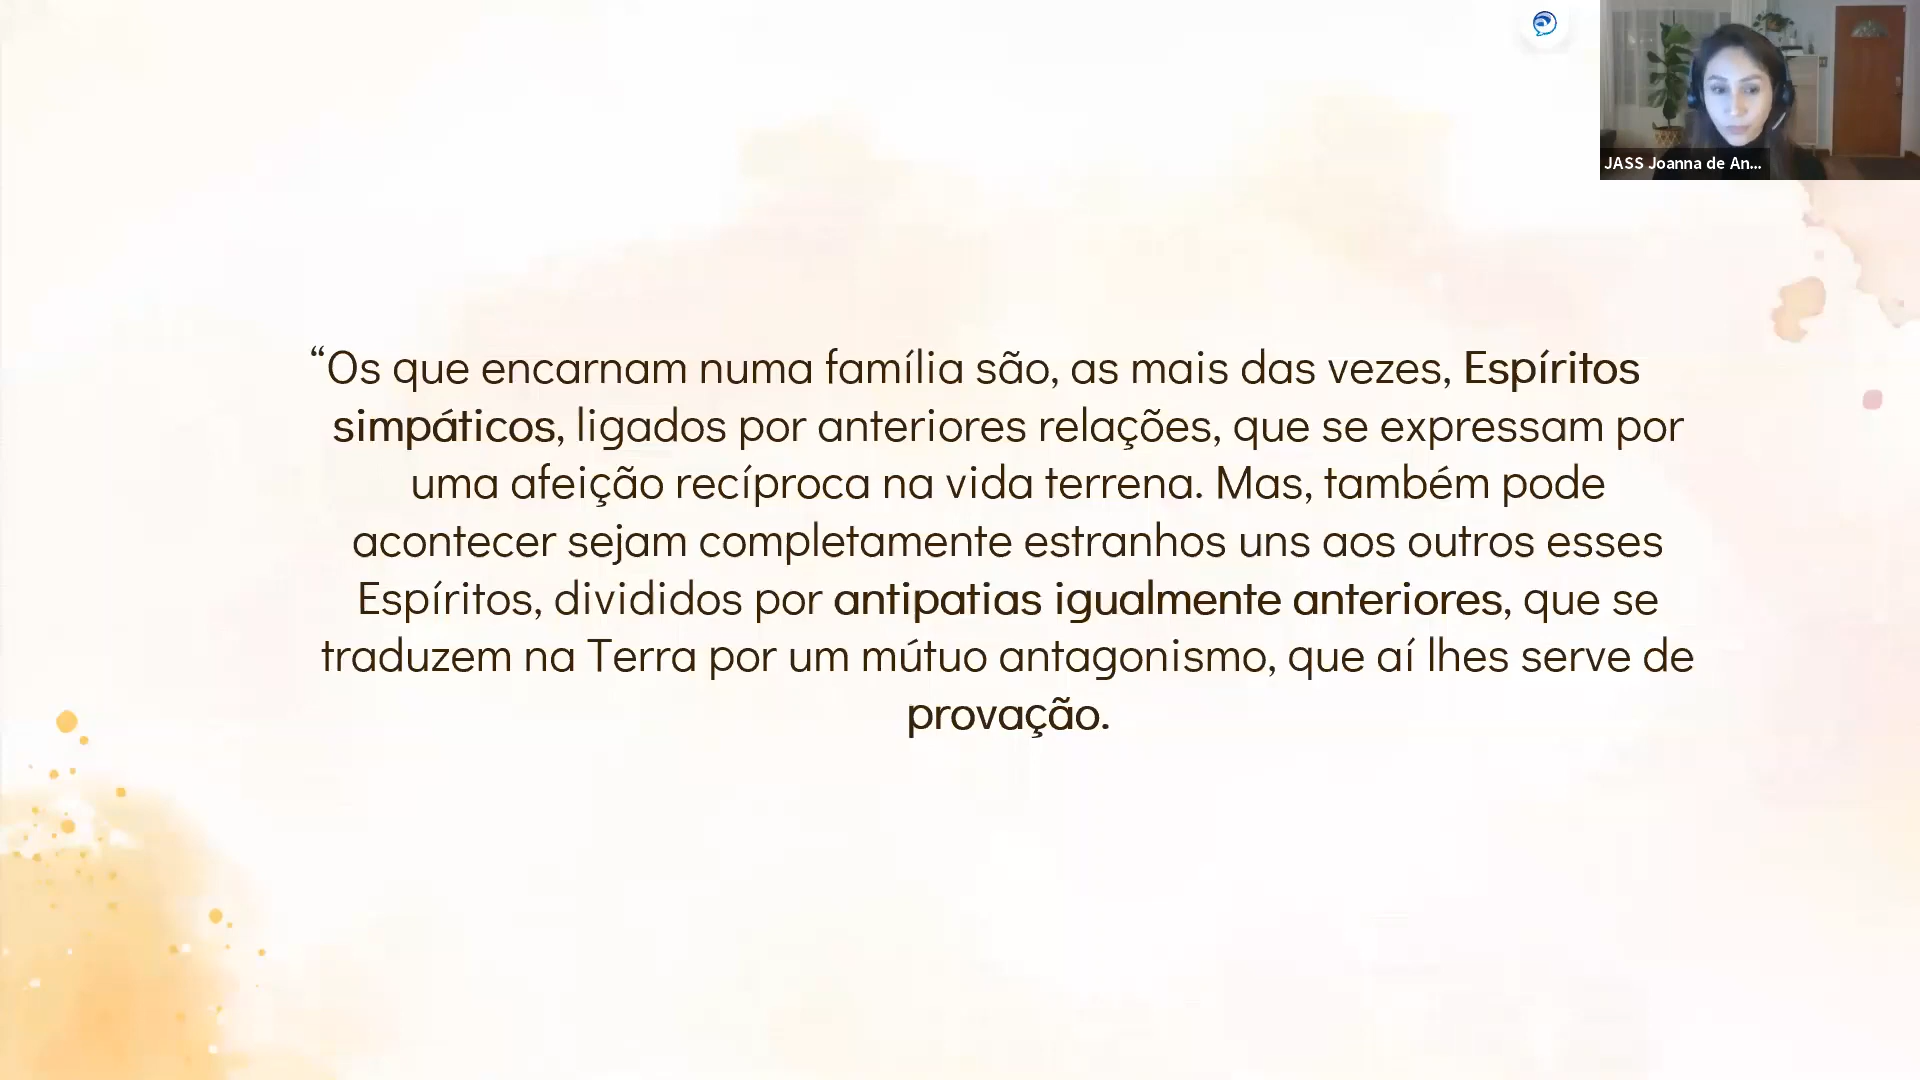 JASS Joanna de An...
“Os que encarnam numa família são, as mais das vezes, Espíritos
simpáticos, ligados por anteriores relações, que se expressam por
uma afeição recíproca na vida terrena. Mas, também pode
acontecer sejam completamente estranhos uns aos outros esses
Espíritos, divididos por antipatias igualmente anteriores, que se
traduzem na Terra por um mútuo antagonismo, que aí lhes serve de
provação.